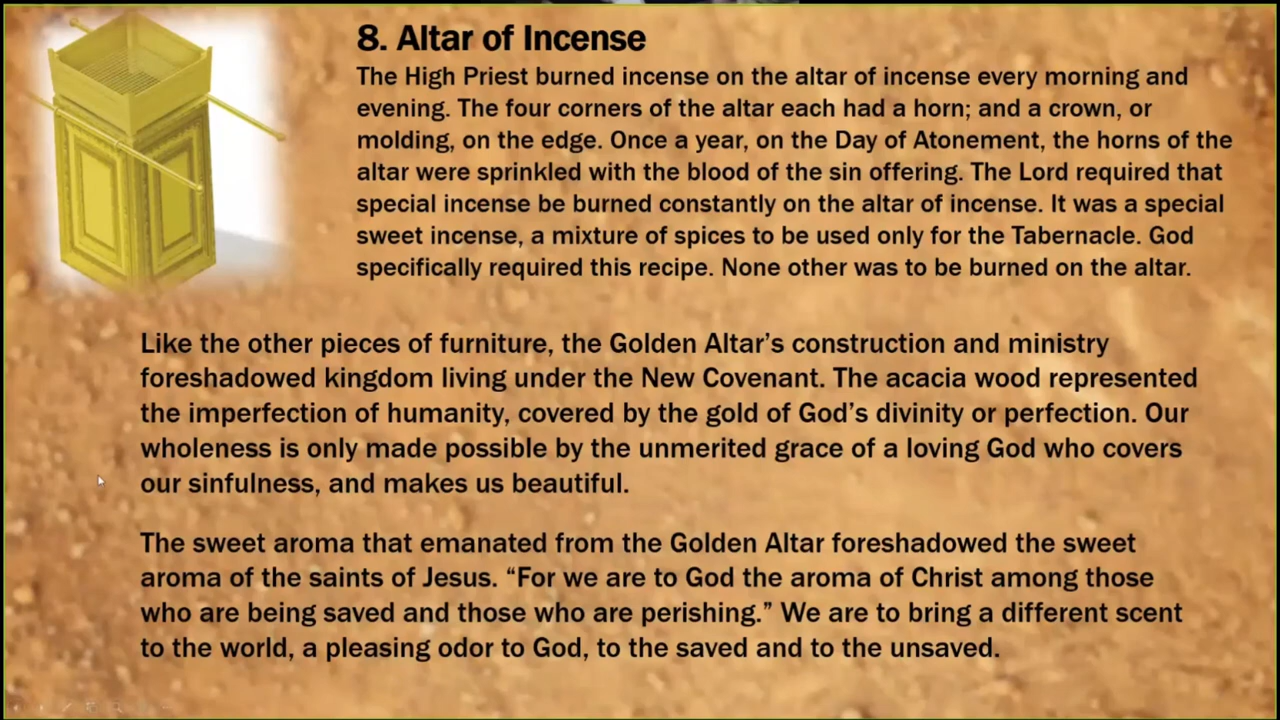 8. Altar of Incense
The High Priest burned incense on the altar of incense every morning and
evening. The four corners of the altar each had a horn; and a crown, or
molding, on the edge. Once a year, on the Day of Atonement, the horns of the
altar were sprinkled with the blood of the sin offering. The Lord required that
special incense be burned constantly on the altar of incense. It was a special
sweet incense, a mixture of spices to be used only for the Tabernacle. God
specifically required this recipe. None other was to be burned on the altar.
Like the other pieces of furniture, the Golden Altar’s construction and ministry
foreshadowed kingdom living under the New Covenant. The acacia wood represented
the imperfection of humanity, covered by the gold of God’s divinity or perfection. Our
wholeness is only made possible by the unmerited grace of a loving God who covers
our sinfulness, and makes us beautiful.
The sweet aroma that emanated from the Golden Altar foreshadowed the sweet
aroma of the saints of Jesus. “For we are to God the aroma of Christ among those
who are being saved and those who are perishing.” We are to bring a different scent
to the world, a pleasing odor to God, to the saved and to the unsaved.